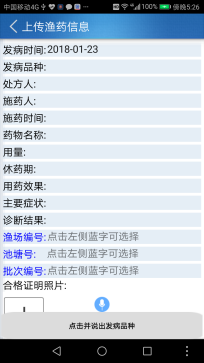 中国移动4G 100% 傍晚5:26
上传渔药信息
发病时间:2018-01-23
发病品种:
处方人:
施药人:
施药时间:
药物名称:
用量:
休药期:
用药效果:
主要症状:
诊断结果:
渔场编号:点击左侧蓝字可选择
池塘号: 点击左侧蓝字可选择
批次编号:点击左侧蓝字可选择
合格证明照片:
点击并说出发病品种